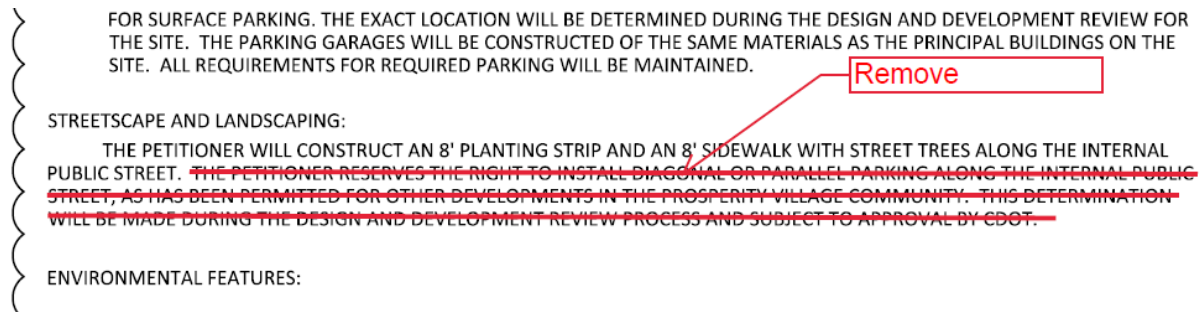 FOR SURFACE PARKING. THE EXACT LOCATION WILL BE DETERMINED DURING THE DESIGN AND DEVELOPMENT REVIEW FOR
THE SITE. THE PARKING GARAGES WILL BE CONSTRUCTED OF THE SAME MATERIALS AS THE PRINCIPAL BUILDINGS ON THE
SITE. ALL REQUIREMENTS FOR REQUIRED PARKING WILL BE MAINTAINED.
Remove
STREETSCAPE AND LANDSCAPING:
THE PETITIONER WILL CONSTRUCT AN 8' PLANTING STRIP AND AN 8' SIDEWALK WITH STREET TREES ALONG THE INTERNAL
PUBLIC STREET. THE PETITIONER RESERVES THE RIGHT TO INSTALL DIAGONAL OR PARALLEL PARKING ALONG THE INTERNAL PUBLIC
STREET, AS HAS BEEN PERMITTED FOR OTHER DEVELOPMENTS IN THE PROSPERITY VILLAGE COMMUNITY. THIS DETERMINATION
WILL BE MADE DURING THE DESIGN AND DEVELOPMENT REVIEW PROCESS AND SUBJECT TO APPROVAL BY CDOT.
ENVIRONMENTAL FEATURES: